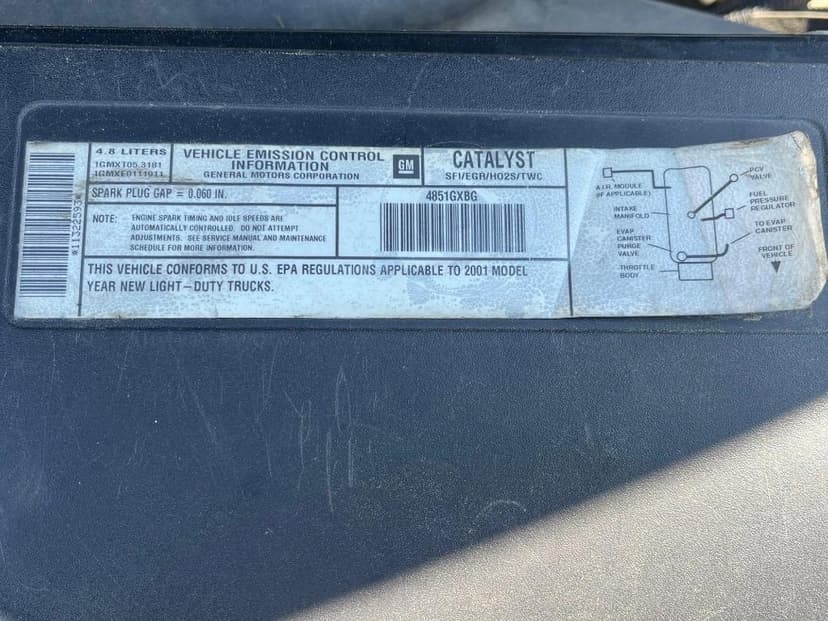 *11322593
4.8 LITERS
1GMXT05.3181
1GMXE0111911
VEHICLE EMISSION CONTROL
INFORMATION
GENERAL MOTORS CORPORATION
GM
CATALYST
SFI/EGR/HO2S/TWC
SPARK PLUG GAP = 0.060 IN.
NOTE: ENGINE SPARK TIMING AND IDLE SPEEDS ARE
AUTOMATICALLY CONTROLLED. DO NOT ATTEMPT
ADJUSTMENTS. SEE SERVICE MANUAL AND MAINTENANCE
SCHEDULE FOR MORE INFORMATION.
4851GXBG
THIS VEHICLE CONFORMS TO U.S. EPA REGULATIONS APPLICABLE TO 2001 MODEL
YEAR NEW LIGHT-DUTY TRUCKS.
A.I.R. MODULE
(IF APPLICABLE)
INTAKE
MANIFOLD
EVAP
CANISTER
PURGE
VALVE
THROTTLE
BODY
PCV
VALVE
FUEL
PRESSURE
REGULATOR
TO EVAP
CANISTER
FRONT OF
VEHICLE